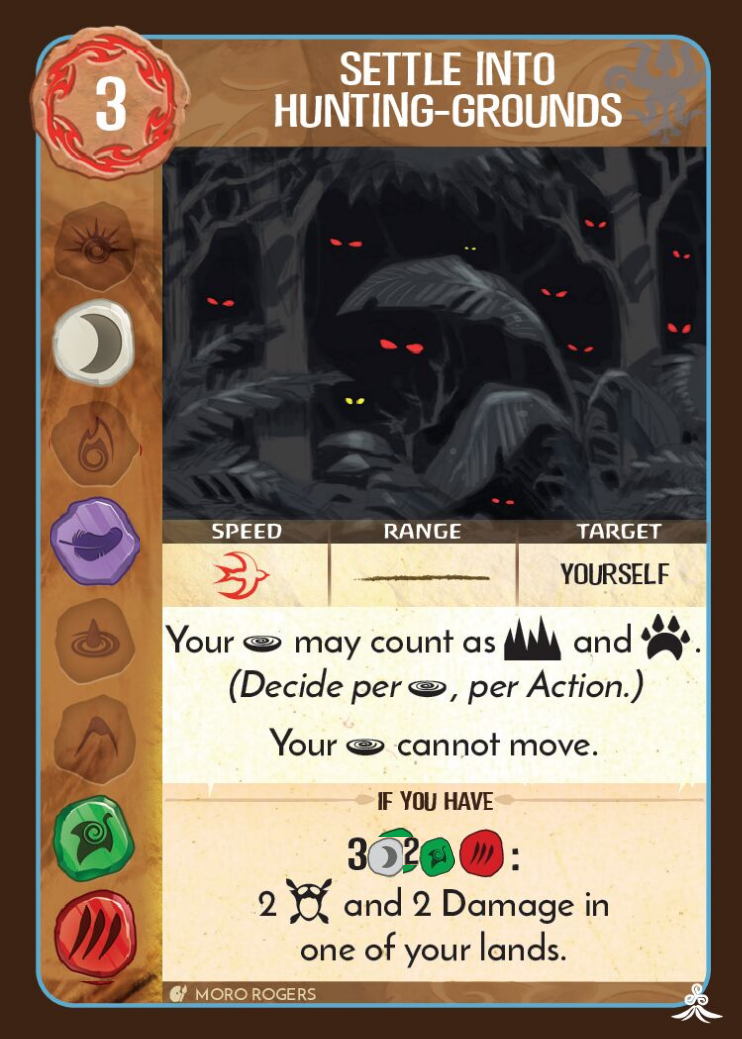 3
SETTLE INTO
HUNTING-GROUNDS
SPEED RANGE TARGET
YOURSELF
Your may count as and .
(Decide per , per Action.)
Your cannot move.
IF YOU HAVE
3 2 :
2 and 2 Damage in
one of your lands.
MORO ROGERS